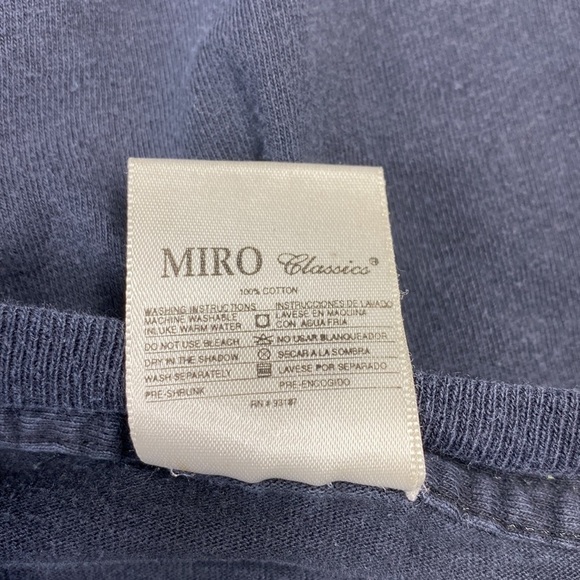 MIRO Classics®
100% COTTON
WASHING INSTRUCTIONS INSTRUCCIONES DE LAVADO
MACHINE WASHABLE LAVESE EN MAQUINA
IN LUKE WARM WATER CON AGUA FRIA
DO NOT USE BLEACH NO USAR BLANQUEADOR
DRY IN THE SHADOW SECAR A LA SOMBRA
WASH SEPARATELY LAVESE POR SEPARADO
PRE-SHRUNK PRE-ENCOGIDO
RN # 93187